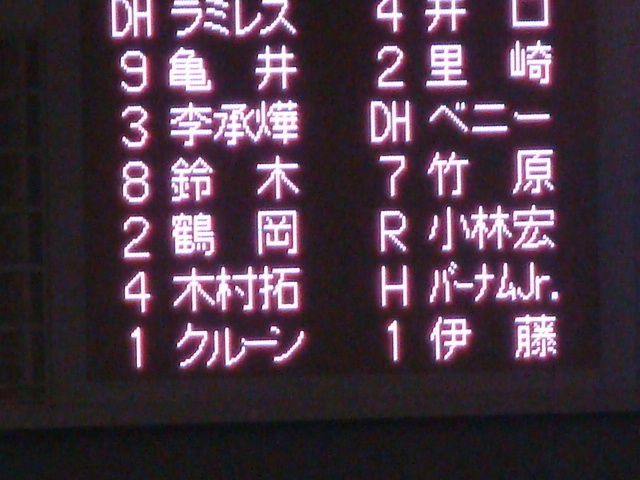 DH ラミレス 4 井 口
9 亀 井 2 里 崎
3 李承燁 DH ベニー
8 鈴 木 7 竹 原
2 鶴 岡 R 小林宏
4 木村拓 H バーナムJr.
1 クルーン 1 伊 藤